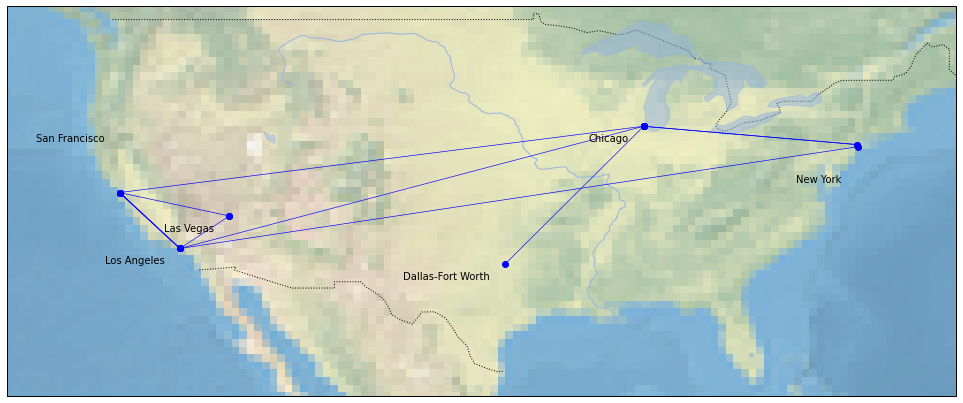 San Francisco
Chicago
New York
Las Vegas
Los Angeles
Dallas-Fort Worth